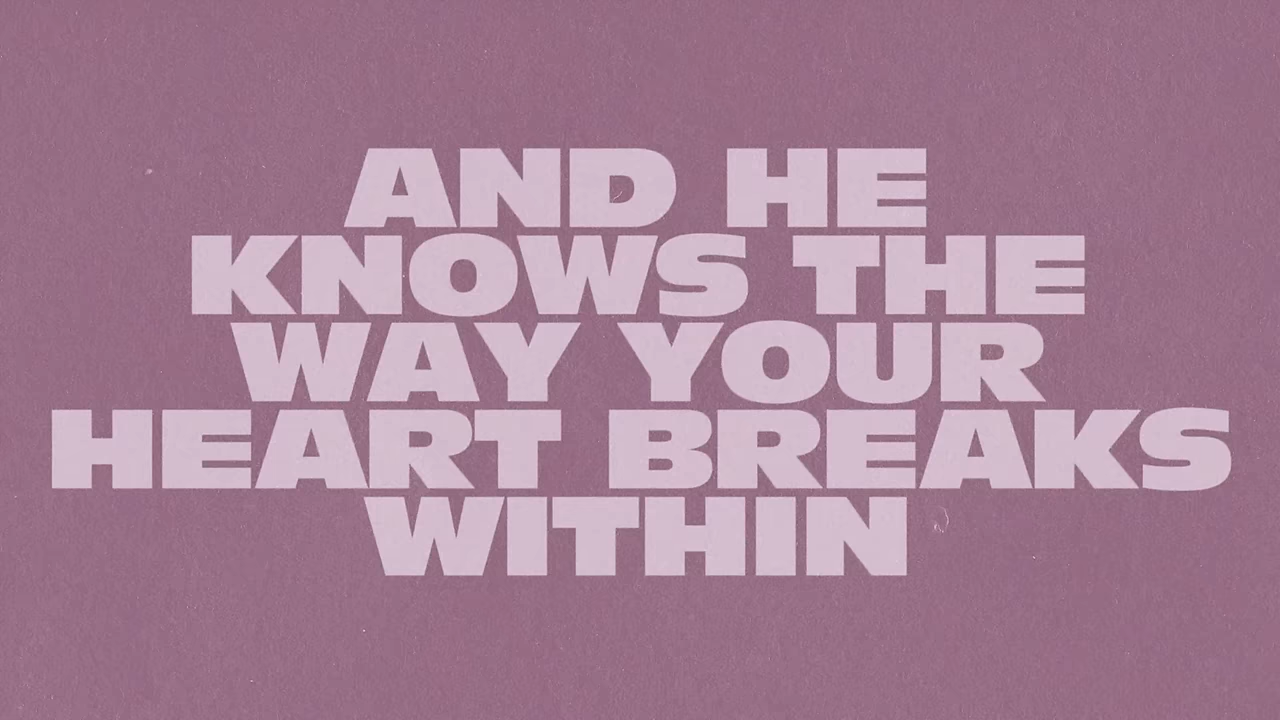 AND HE
KNOWS THE
WAY YOUR
HEART BREAKS
WITHIN